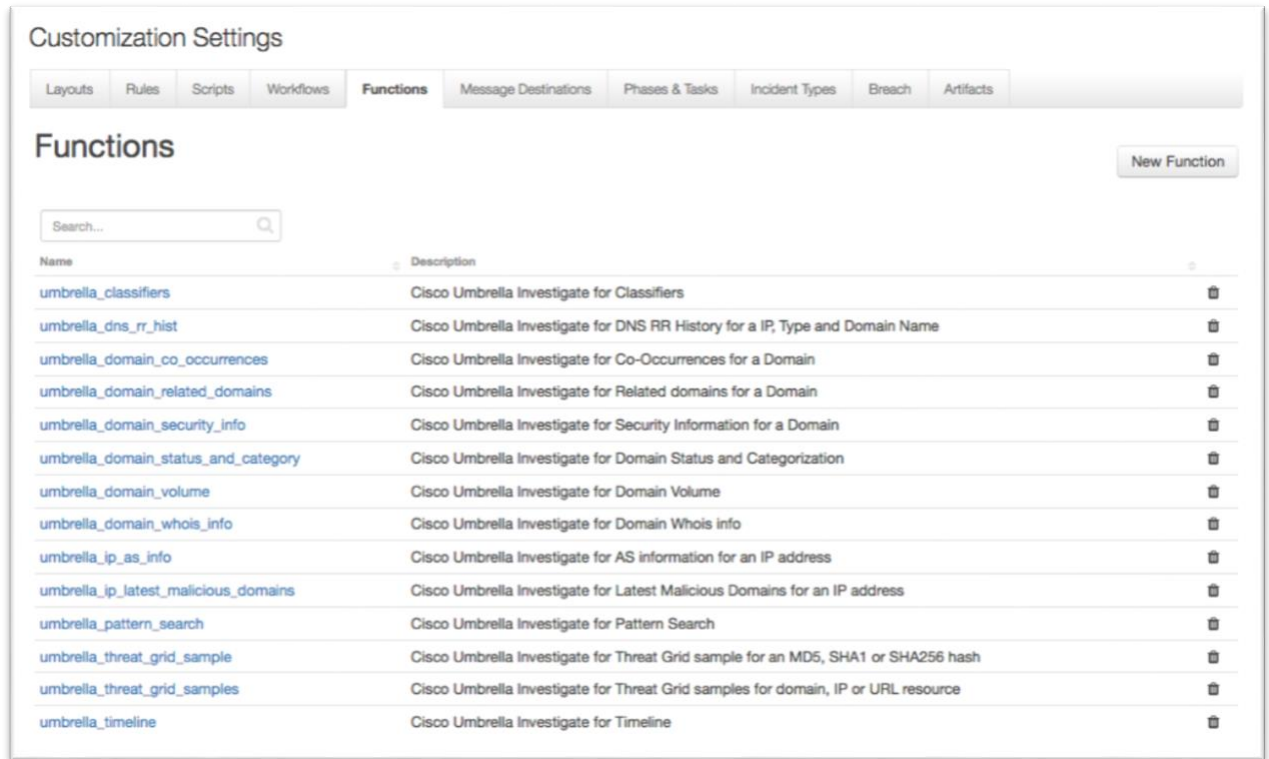 Customization Settings
Layouts Rules Scripts Workflows Functions Message Destinations Phases & Tasks Incident Types Breach Artifacts
Functions
New Function
Search...
Name Description
umbrella_classifiers Cisco Umbrella Investigate for Classifiers
umbrella_dns_rr_hist Cisco Umbrella Investigate for DNS RR History for a IP, Type and Domain Name
umbrella_domain_co_occurrences Cisco Umbrella Investigate for Co-Occurrences for a Domain
umbrella_domain_related_domains Cisco Umbrella Investigate for Related domains for a Domain
umbrella_domain_security_info Cisco Umbrella Investigate for Security Information for a Domain
umbrella_domain_status_and_category Cisco Umbrella Investigate for Domain Status and Categorization
umbrella_domain_volume Cisco Umbrella Investigate for Domain Volume
umbrella_domain_whois_info Cisco Umbrella Investigate for Domain Whois info
umbrella_ip_as_info Cisco Umbrella Investigate for AS information for an IP address
umbrella_ip_latest_malicious_domains Cisco Umbrella Investigate for Latest Malicious Domains for an IP address
umbrella_pattern_search Cisco Umbrella Investigate for Pattern Search
umbrella_threat_grid_sample Cisco Umbrella Investigate for Threat Grid sample for an MD5, SHA1 or SHA256 hash
umbrella_threat_grid_samples Cisco Umbrella Investigate for Threat Grid samples for domain, IP or URL resource
umbrella_timeline Cisco Umbrella Investigate for Timeline